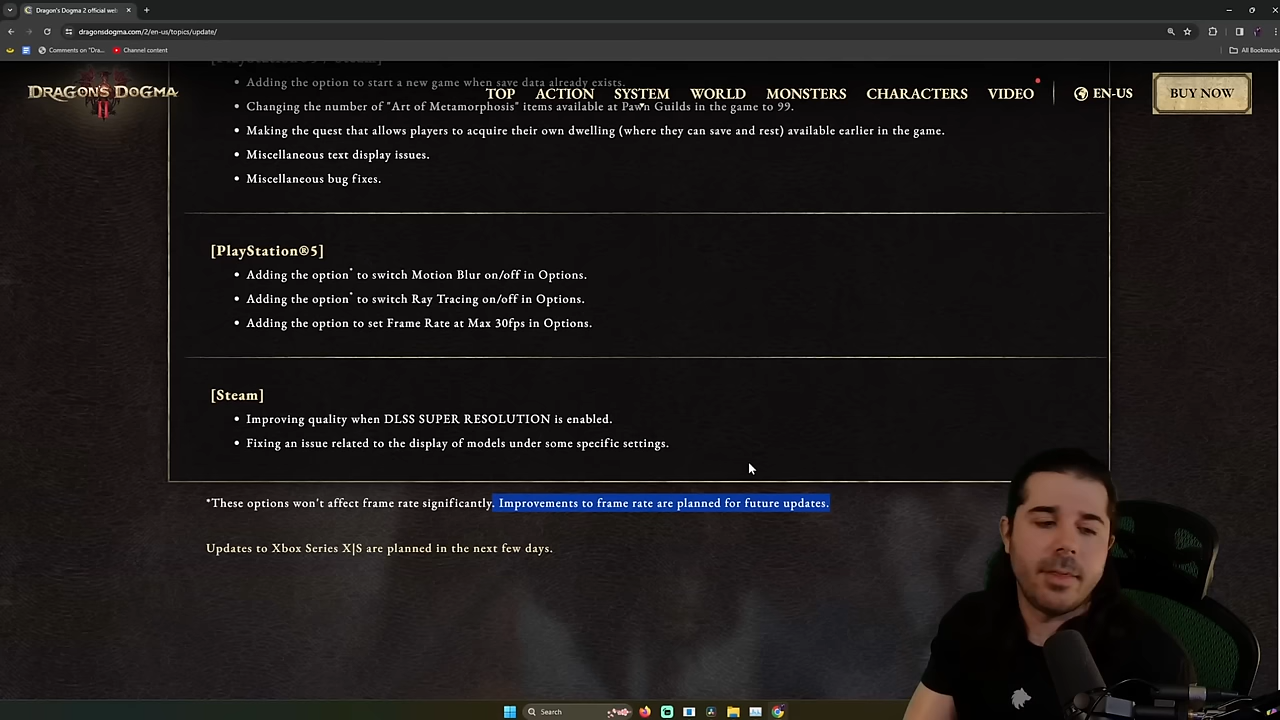 Dragon's Dogma 2 official web
dragonsdogma.com/2/en-us/topics/update/
Comments on "Dra...
Channel content
All Bookmarks
DRAGON'S DOGMA
II
TOP
ACTION
SYSTEM
WORLD
MONSTERS
CHARACTERS
VIDEO
EN-US
BUY NOW
• Adding the option to start a new game when save data already exists.
• Changing the number of "Art of Metamorphosis" items available at Pawn Guilds in the game to 99.
• Making the quest that allows players to acquire their own dwelling (where they can save and rest) available earlier in the game.
• Miscellaneous text display issues.
• Miscellaneous bug fixes.
[PlayStation®5]
• Adding the option* to switch Motion Blur on/off in Options.
• Adding the option* to switch Ray Tracing on/off in Options.
• Adding the option to set Frame Rate at Max 30fps in Options.
[Steam]
• Improving quality when DLSS SUPER RESOLUTION is enabled.
• Fixing an issue related to the display of models under some specific settings.
*These options won't affect frame rate significantly. Improvements to frame rate are planned for future updates.
Updates to Xbox Series X|S are planned in the next few days.
Search